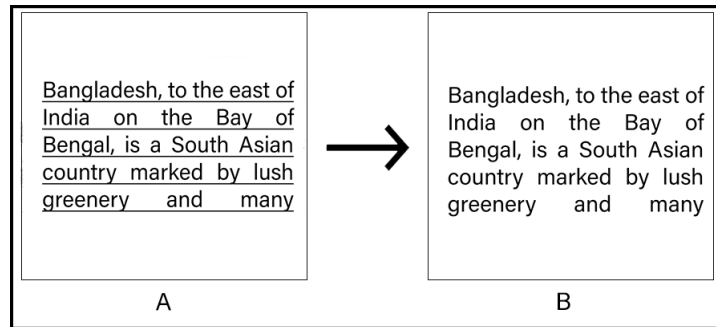 Bangladesh, to the east of
India on the Bay of
Bengal, is a South Asian
country marked by lush
greenery and many
A
Bangladesh, to the east of
India on the Bay of
Bengal, is a South Asian
country marked by lush
greenery and many
B